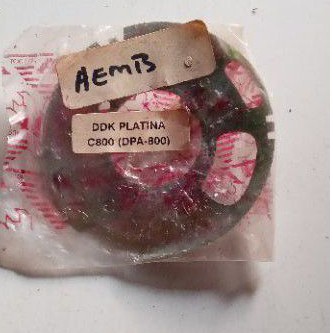 AEMB
DDK PLATINA
C800 (DPA-800)